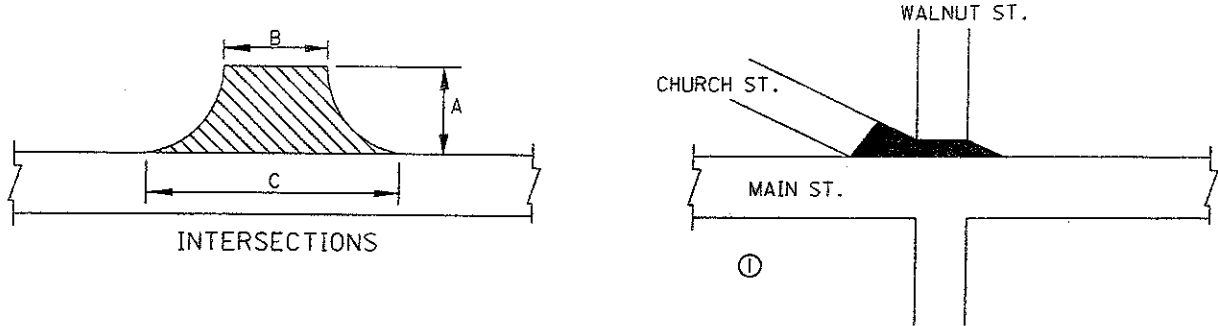 B
A
C
INTERSECTIONS
WALNUT ST.
CHURCH ST.
MAIN ST.
①